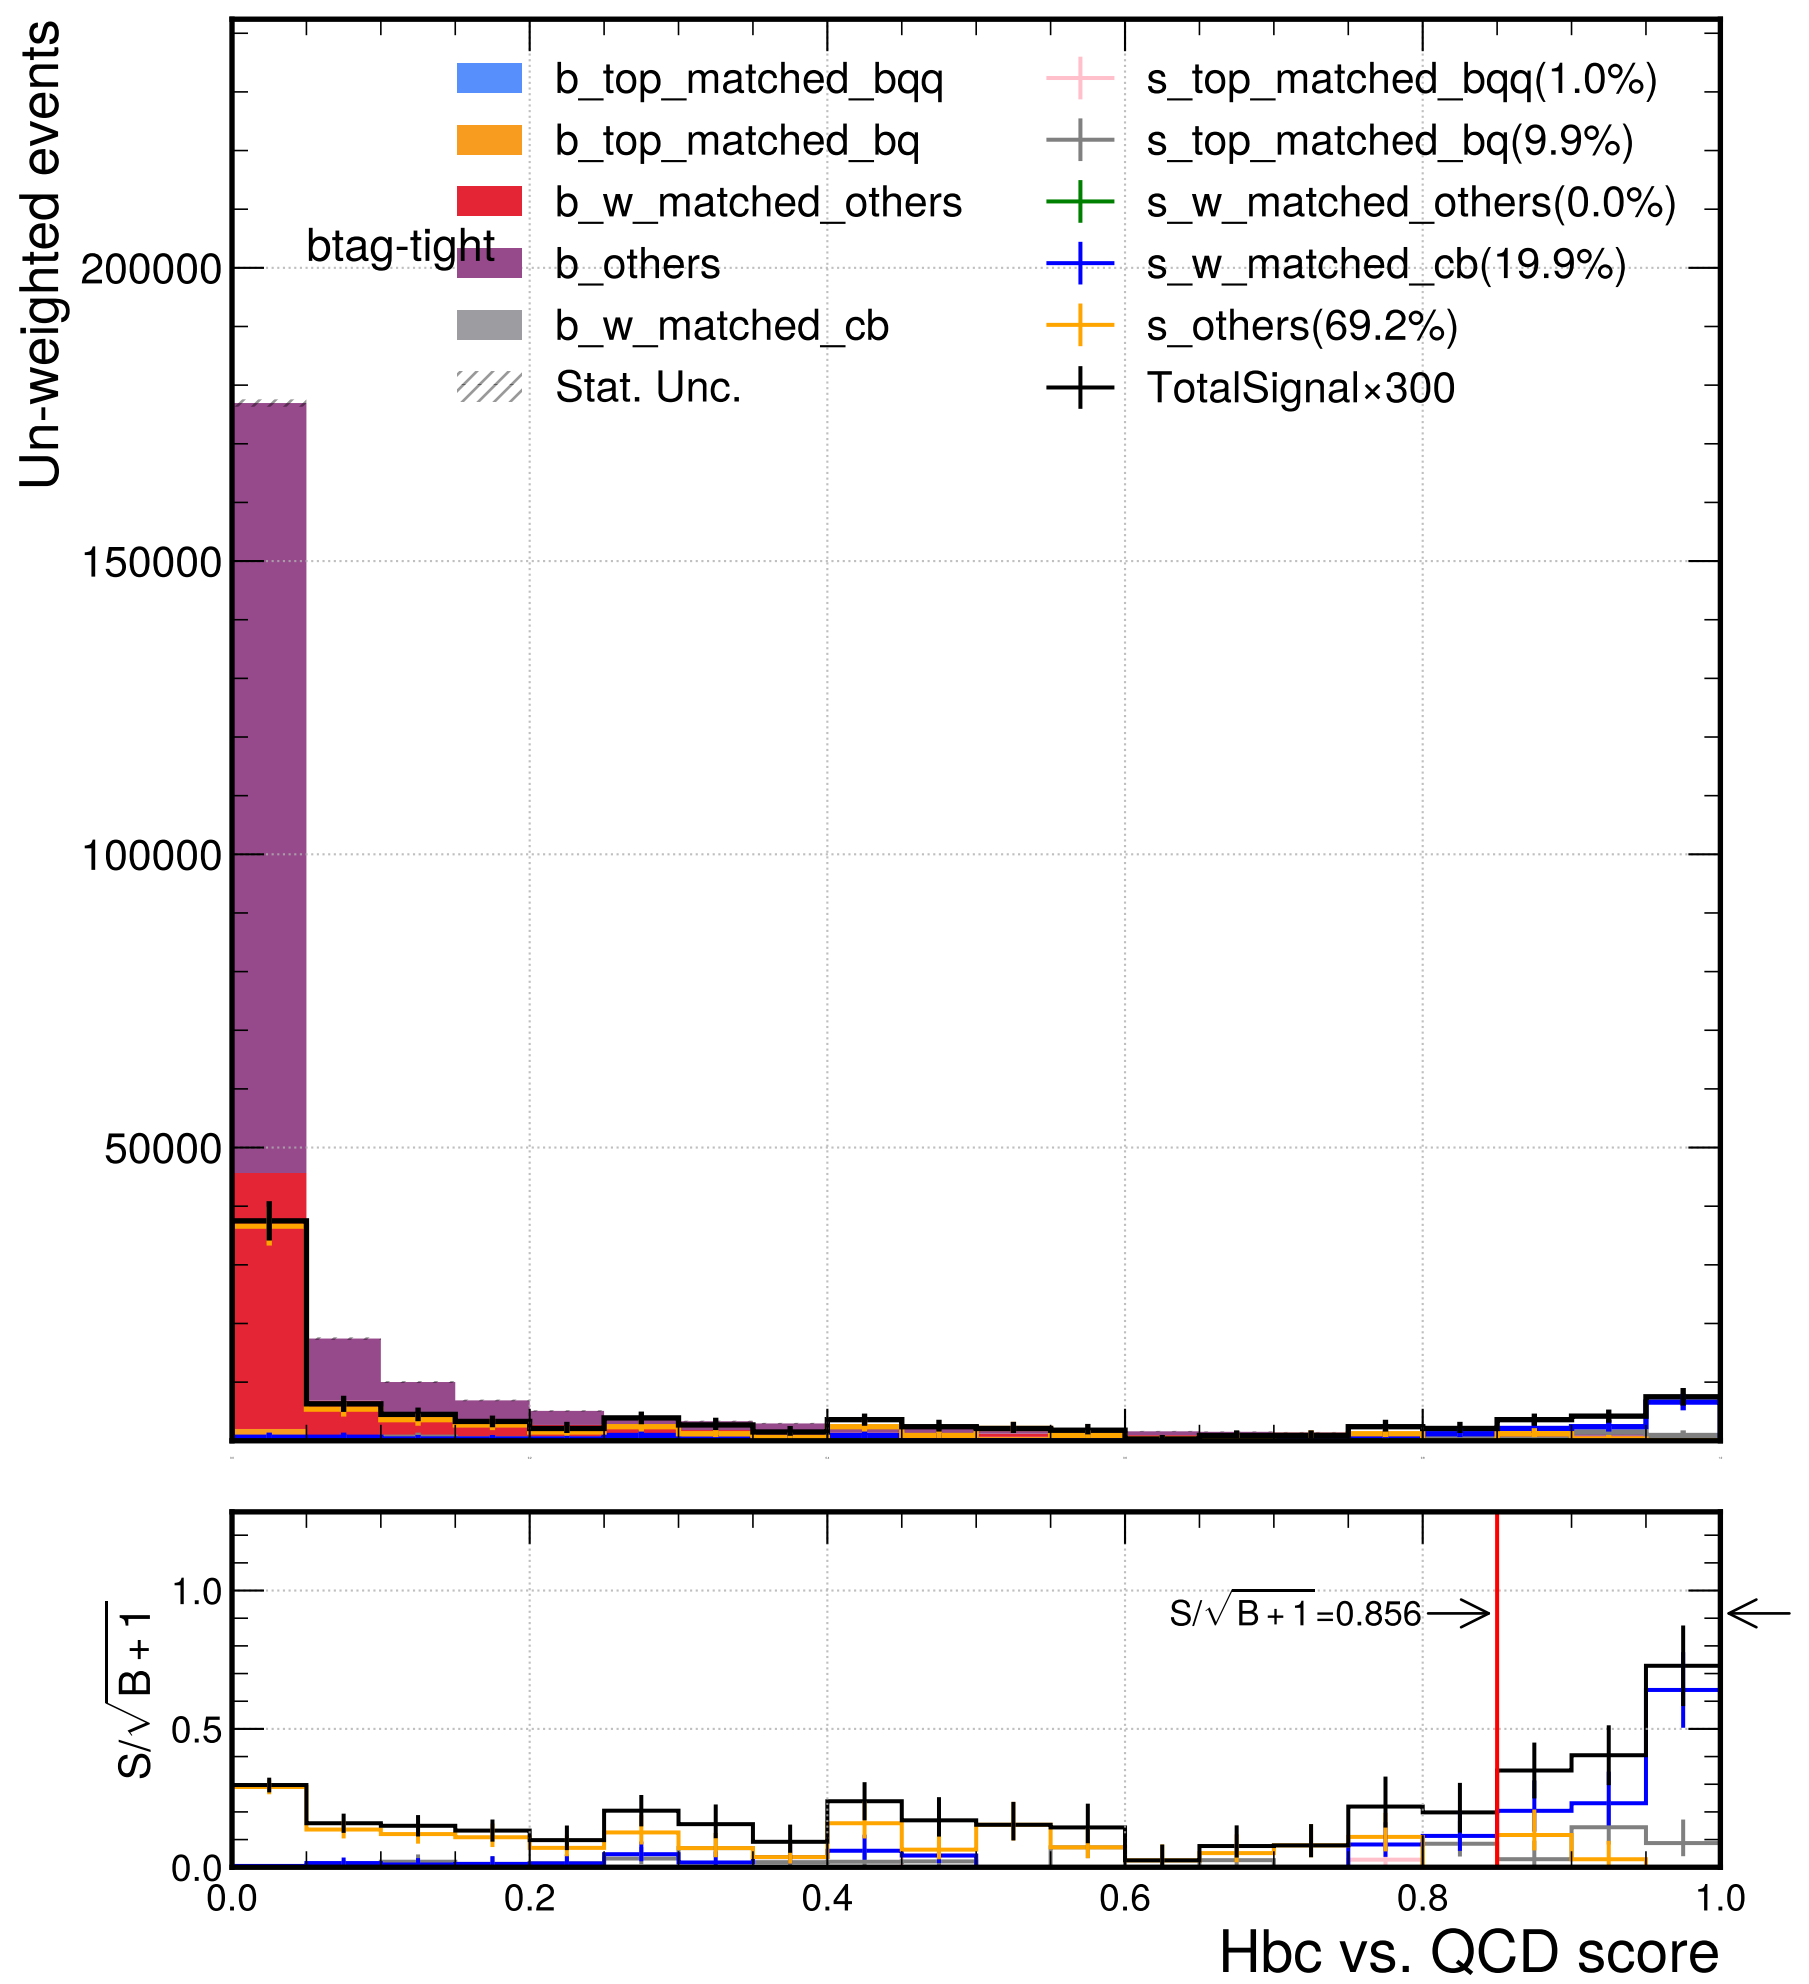 Un-weighted events
b_top_matched_bqq
b_top_matched_bq
b_w_matched_others
b_others
b_w_matched_cb
Stat. Unc.
s_top_matched_bqq(1.0%)
s_top_matched_bq(9.9%)
s_w_matched_others(0.0%)
s_w_matched_cb(19.9%)
s_others(69.2%)
TotalSignal×300
btag-tight
200000
150000
100000
50000
S/√B + 1
1.0
0.5
0.0
S/√B + 1=0.856
0.0 0.2 0.4 0.6 0.8 1.0
Hbc vs. QCD score